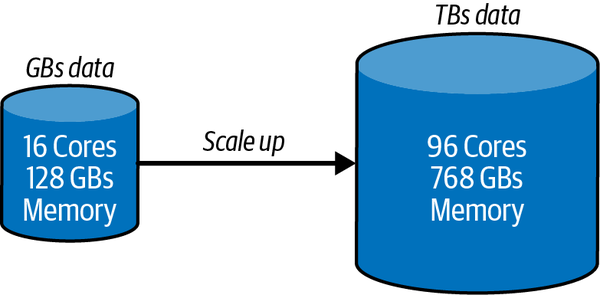 GBs data
16 Cores
128 GBs
Memory
Scale up
TBs data
96 Cores
768 GBs
Memory